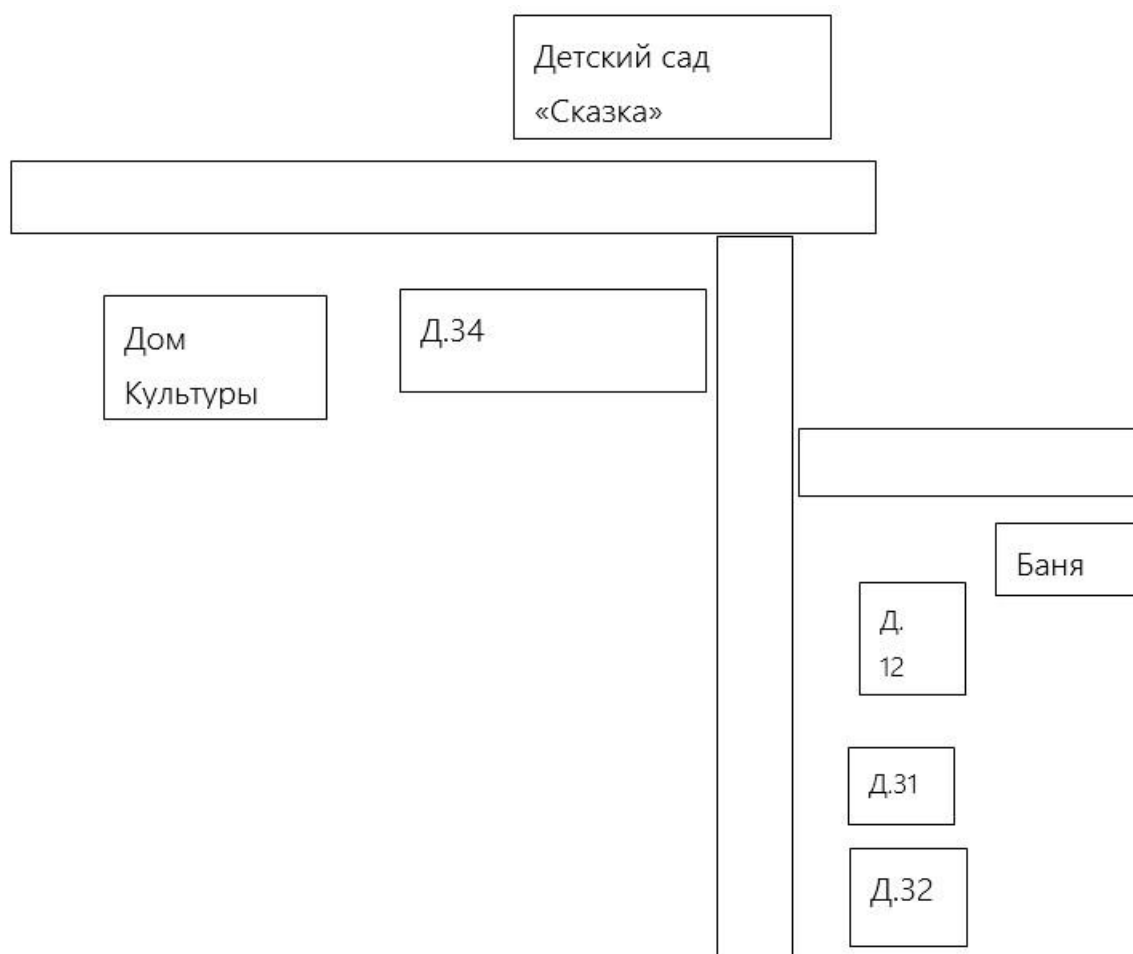 Детский сад
«Сказка»
Дом
Культуры
Д.34
Баня
Д.
12
Д.31
Д.32